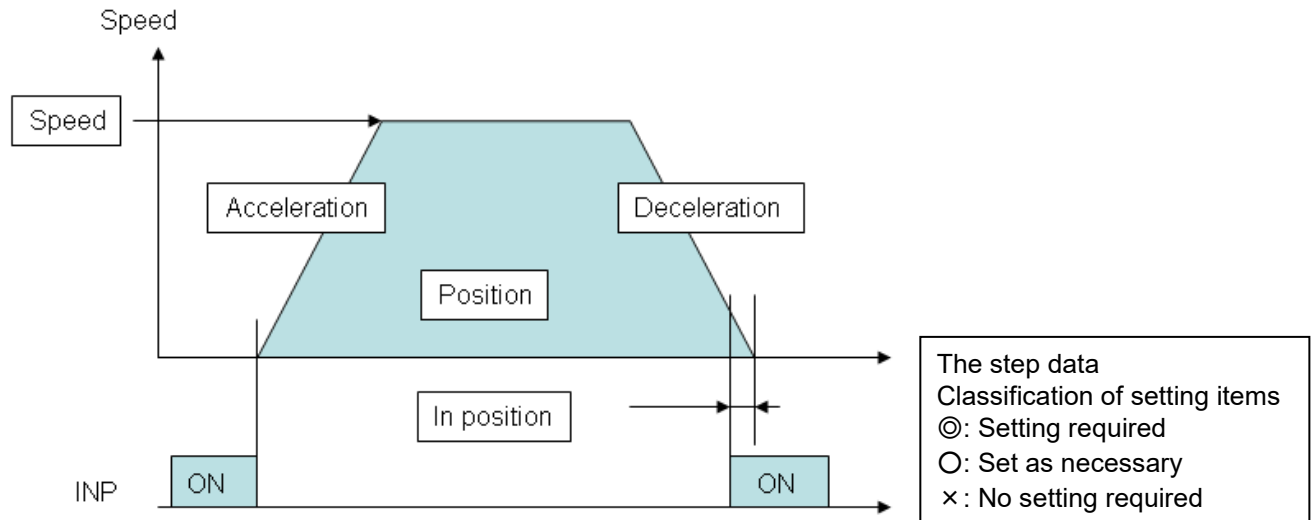 Speed
Speed
Acceleration
Deceleration
Position
In position
INP
ON
ON
The step data
Classification of setting items
◎: Setting required
○: Set as necessary
×: No setting required